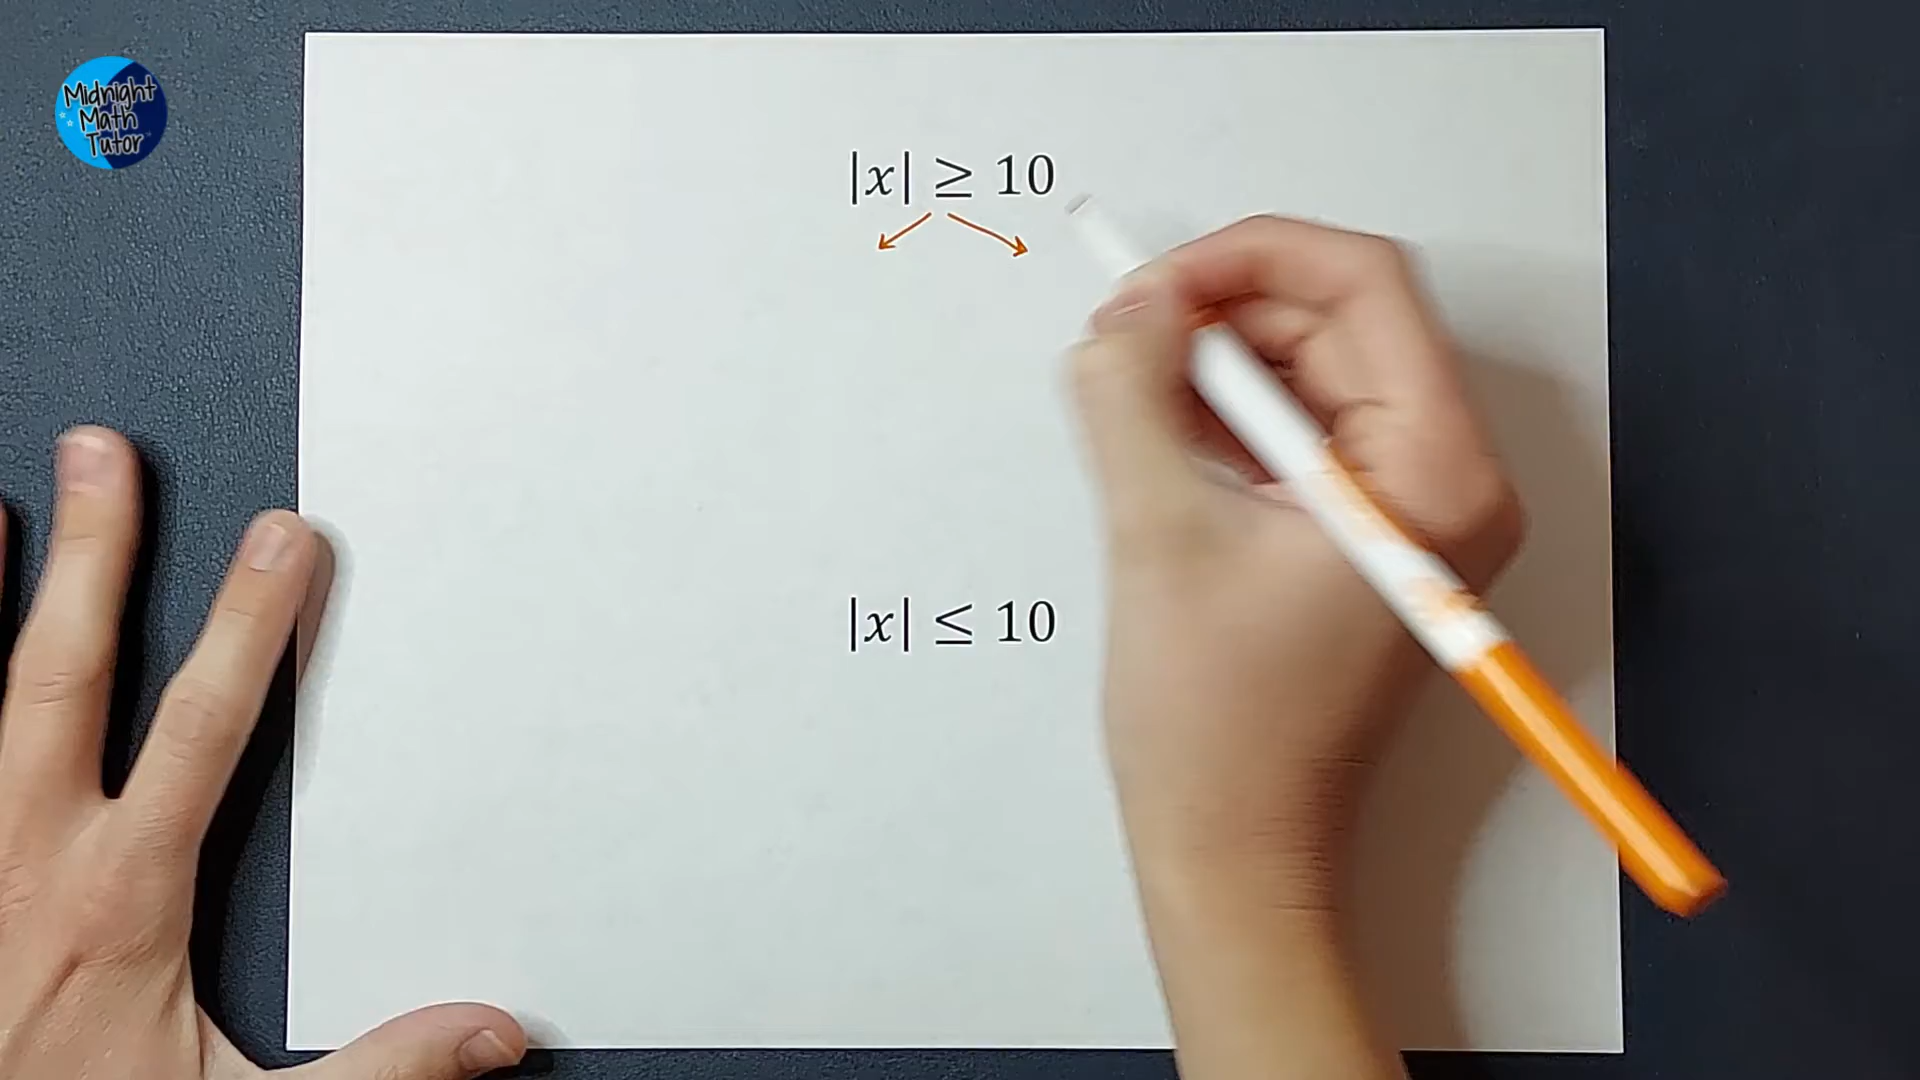 Midnight
Math
Tutor
|x| ≥ 10
|x| ≤ 10